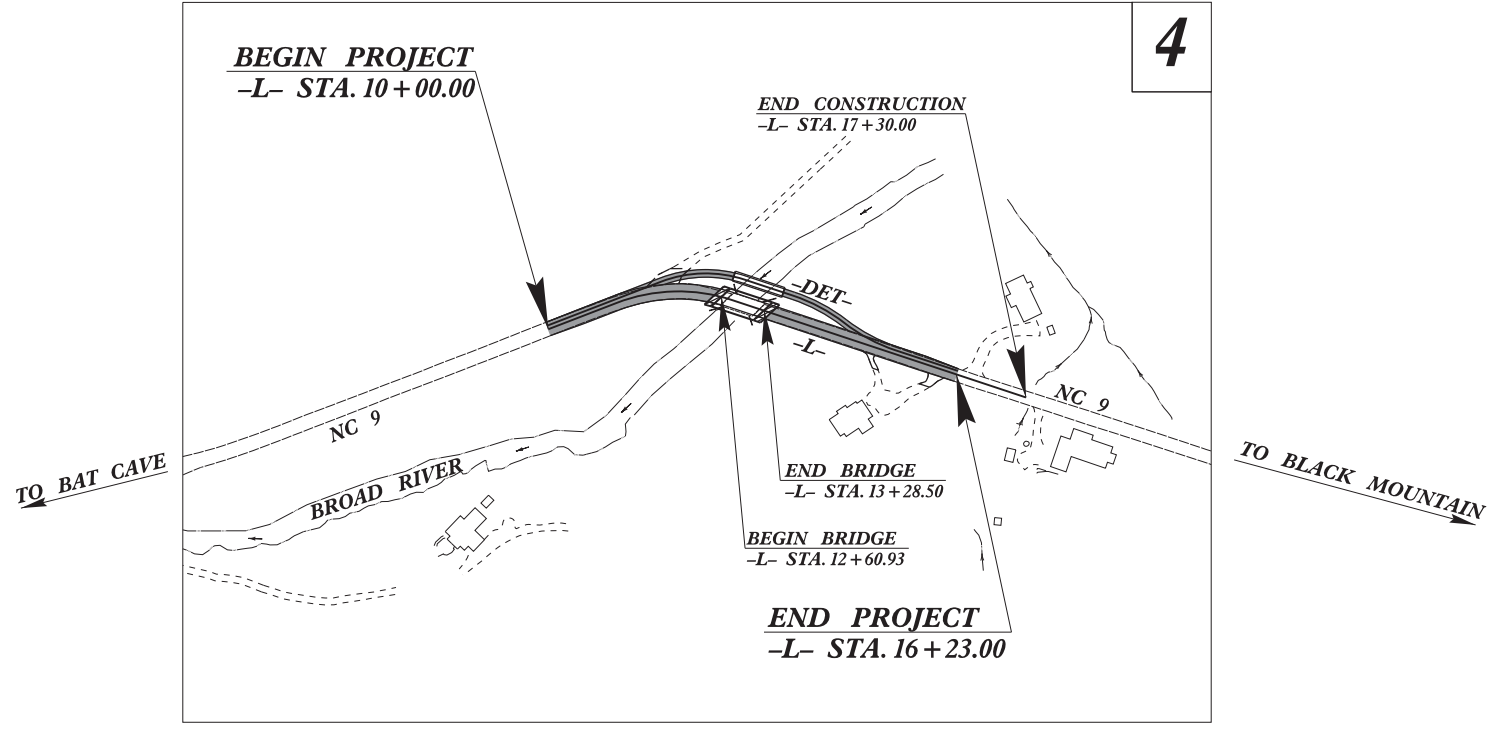 4
BEGIN PROJECT
–L– STA. 10+00.00
END CONSTRUCTION
–L– STA. 17+30.00
–DET–
–L–
NC 9
NC 9
TO BAT CAVE
BROAD RIVER
TO BLACK MOUNTAIN
END BRIDGE
–L– STA. 13+28.50
BEGIN BRIDGE
–L– STA. 12+60.93
END PROJECT
–L– STA. 16+23.00